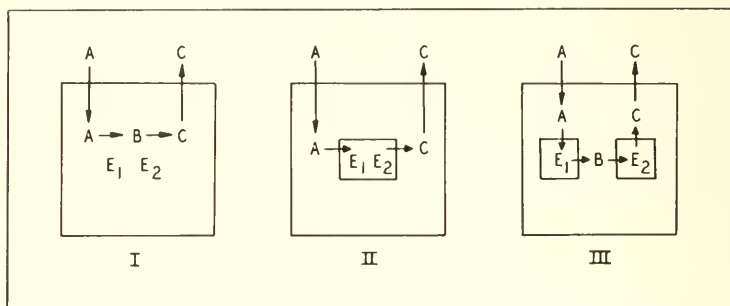 A C A C A C
A → B → C A C A C
E₁ E₂ E₁ E₂ E₁ → B → E₂
I II III